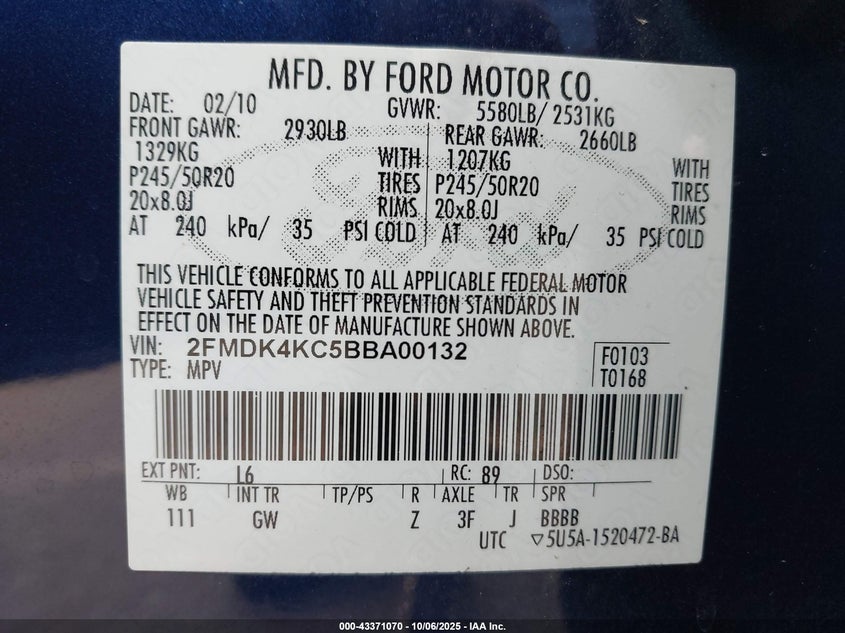 MFD. BY FORD MOTOR CO.
DATE: 02/10 GVWR: 5580LB/ 2531KG
FRONT GAWR: 2930LB REAR GAWR: 2660LB
1329KG WITH 1207KG WITH
P245/50R20 TIRES P245/50R20 TIRES
20x8.0J RIMS 20x8.0J RIMS
AT 240 kPa/ 35 PSI COLD AT 240 kPa/ 35 PSI COLD
THIS VEHICLE CONFORMS TO ALL APPLICABLE FEDERAL MOTOR
VEHICLE SAFETY AND THEFT PREVENTION STANDARDS IN
EFFECT ON THE DATE OF MANUFACTURE SHOWN ABOVE.
VIN: 2FMDK4KC5BBA00132 F0103
TYPE: MPV T0168
EXT PNT: L6 RC: 89 DSO:
WB INT TR TP/PS R AXLE TR SPR
111 GW Z 3F J BBBB
UTC ▽5U5A-1520472-BA
000-43371070 - 10/06/2025 - IAA Inc.